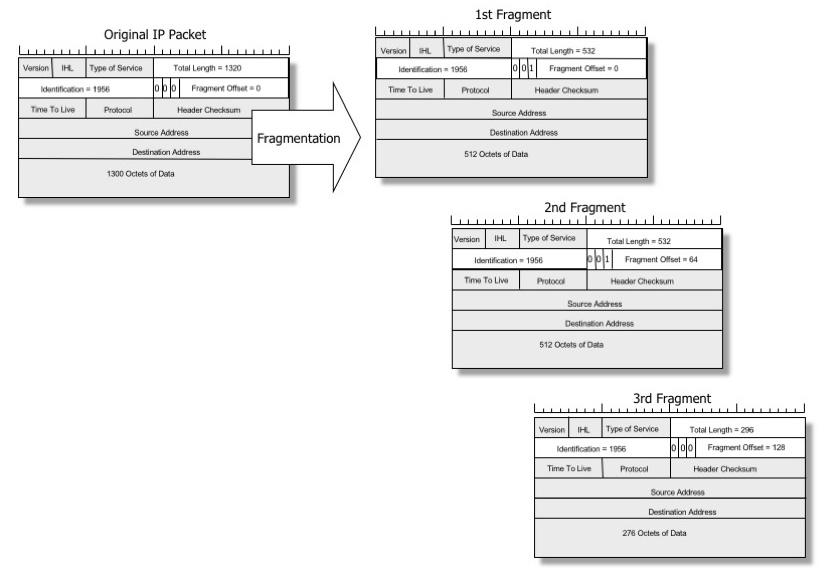 Original IP Packet
Version IHL Type of Service Total Length = 1320
Identification = 1956 0 0 0 Fragment Offset = 0
Time To Live Protocol Header Checksum
Source Address
Destination Address
1300 Octets of Data
Fragmentation
1st Fragment
Version IHL Type of Service Total Length = 532
Identification = 1956 0 0 1 Fragment Offset = 0
Time To Live Protocol Header Checksum
Source Address
Destination Address
512 Octets of Data
2nd Fragment
Version IHL Type of Service Total Length = 532
Identification = 1956 0 0 1 Fragment Offset = 64
Time To Live Protocol Header Checksum
Source Address
Destination Address
512 Octets of Data
3rd Fragment
Version IHL Type of Service Total Length = 296
Identification = 1956 0 0 0 Fragment Offset = 128
Time To Live Protocol Header Checksum
Source Address
Destination Address
276 Octets of Data